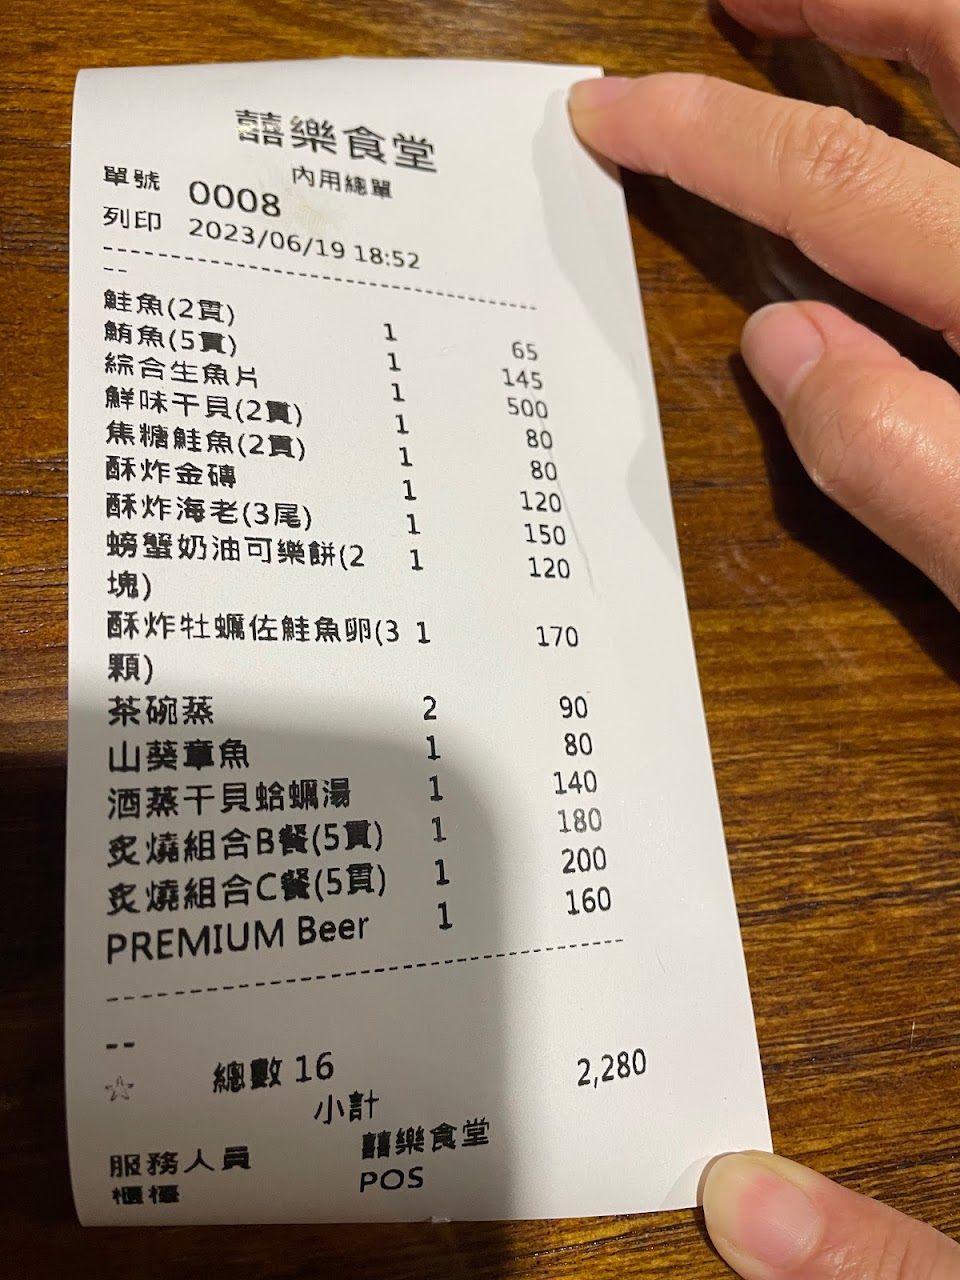 囍樂食堂
內用總單
單號 0008
列印 2023/06/19 18:52
--------------------------------
--
鮭魚(2貫) 1 65
鮪魚(5貫) 1 145
綜合生魚片 1 500
鮮味干貝(2貫) 1 80
焦糖鮭魚(2貫) 1 80
酥炸金磚 1 120
酥炸海老(3尾) 1 150
螃蟹奶油可樂餅(2 1 120
塊)
酥炸牡蠣佐鮭魚卵(3 1 170
顆)
茶碗蒸 2 90
山葵章魚 1 80
酒蒸干貝蛤蠣湯 1 140
炙燒組合B餐(5貫) 1 180
炙燒組合C餐(5貫) 1 200
PREMIUM Beer 1 160
--------------------------------
--
☆ 總數 16 2,280
小計
服務人員 囍樂食堂
櫃檯 POS